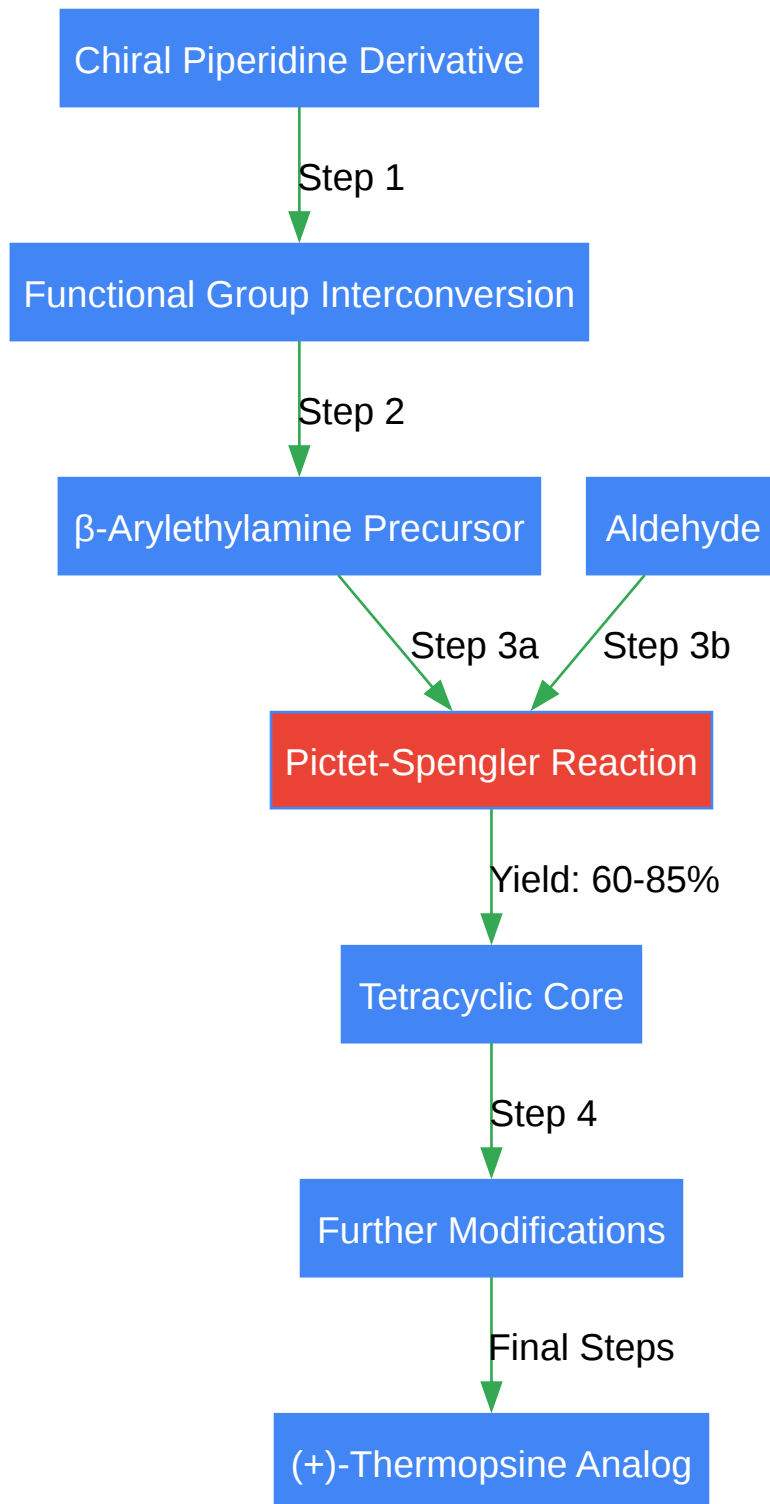 Chiral Piperidine Derivative
Step 1
Functional Group Interconversion
Step 2
β-Arylethylamine Precursor
Aldehyde
Step 3a
Step 3b
Pictet-Spengler Reaction
Yield: 60-85%
Tetracyclic Core
Step 4
Further Modifications
Final Steps
(+)-Thermopsine Analog